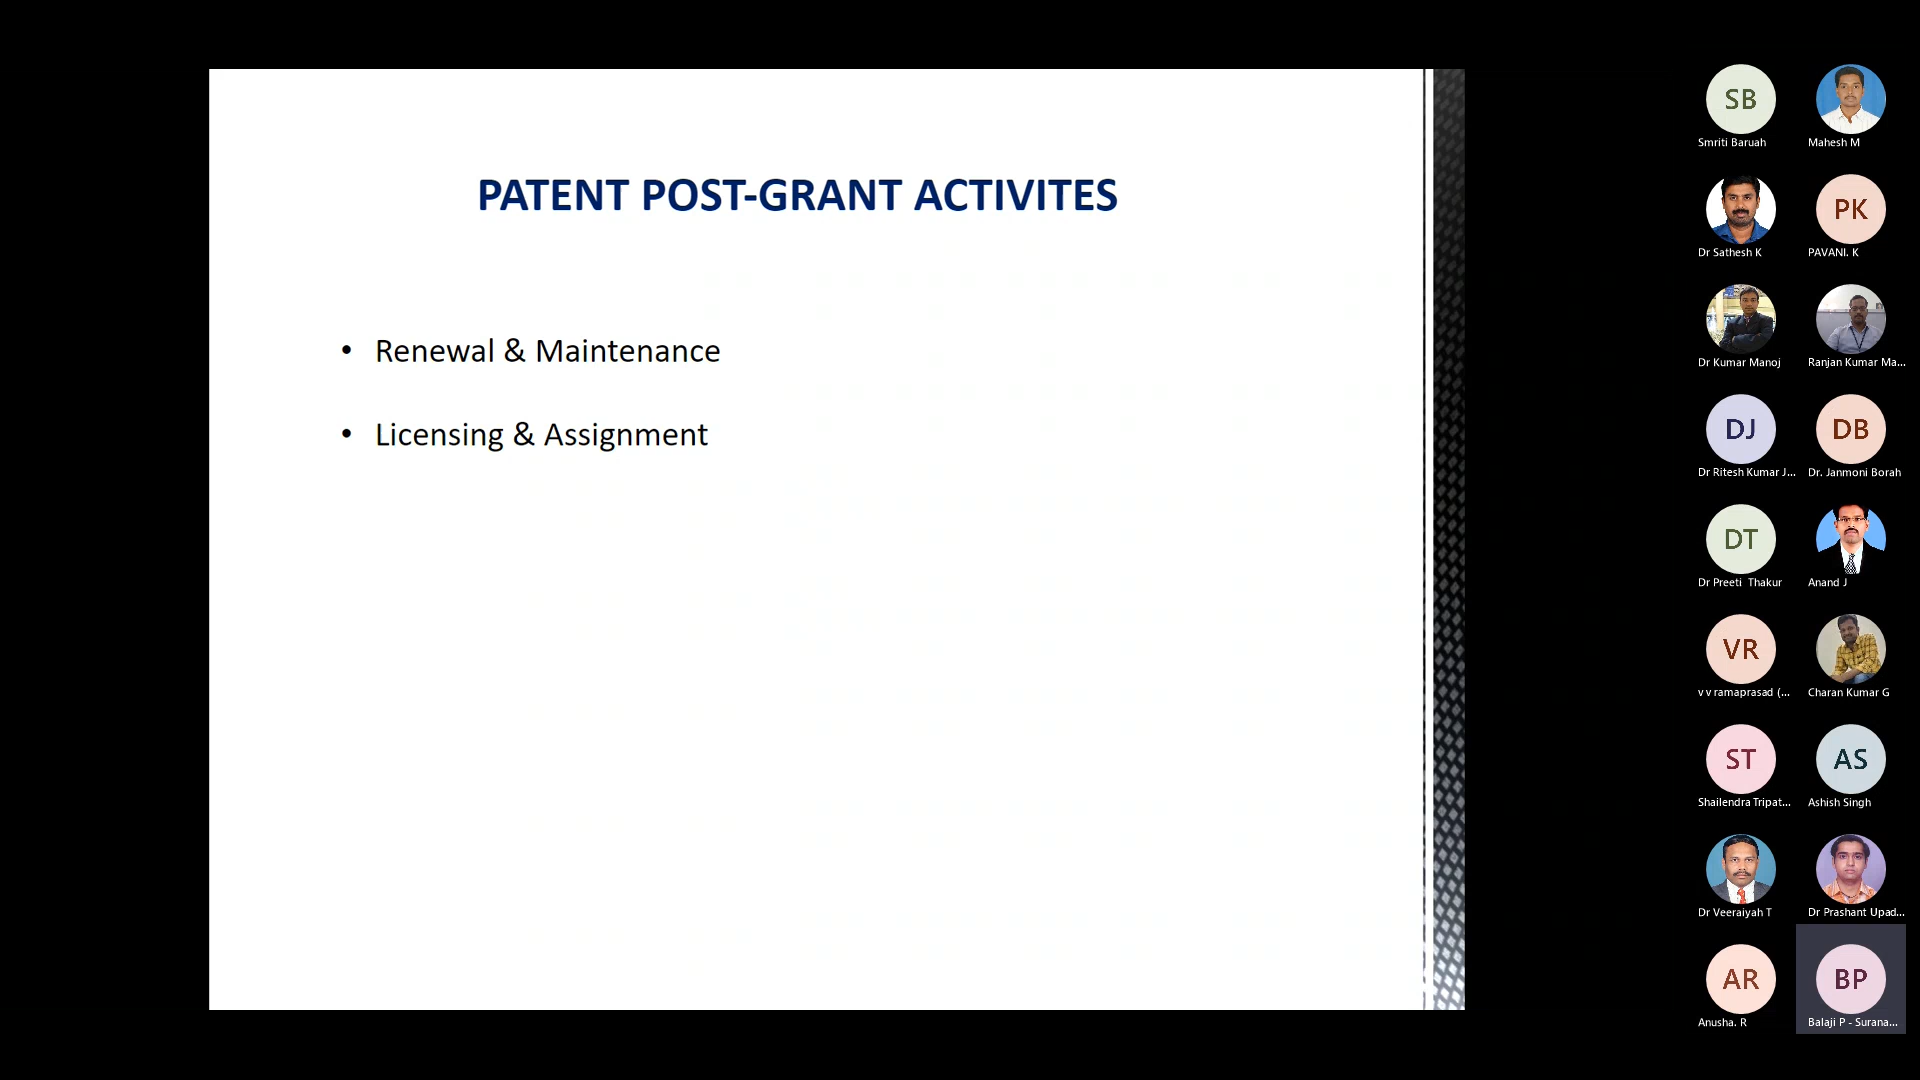 PATENT POST-GRANT ACTIVITES
• Renewal & Maintenance
• Licensing & Assignment
SB
Smriti Baruah
Mahesh M
Dr Sathesh K
PK
PAVANI. K
Dr Kumar Manoj
Ranjan Kumar Ma...
DJ
Dr Ritesh Kumar J...
DB
Dr. Janmoni Borah
DT
Dr Preeti Thakur
Anand J
VR
v v ramaprasad (...
Charan Kumar G
ST
Shailendra Tripat...
AS
Ashish Singh
Dr Veeraiyah T
Dr Prashant Upad...
AR
Anusha. R
BP
Balaji P - Surana...